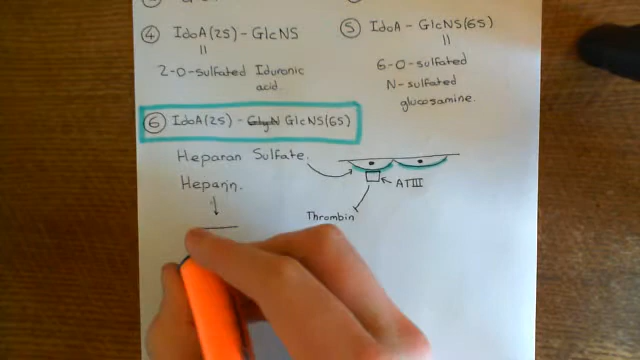 ④ IdoA(2S) - GlcNS
=
2-O-sulfated Iduronic
acid.
⑤ IdoA - GlcNS(6S)
=
6-O-sulfated
N-sulfated
glucosamine.
⑥ IdoA(2S) - GlcNS(6S)
Heparan Sulfate.
Heparin.
ATIII
Thrombin